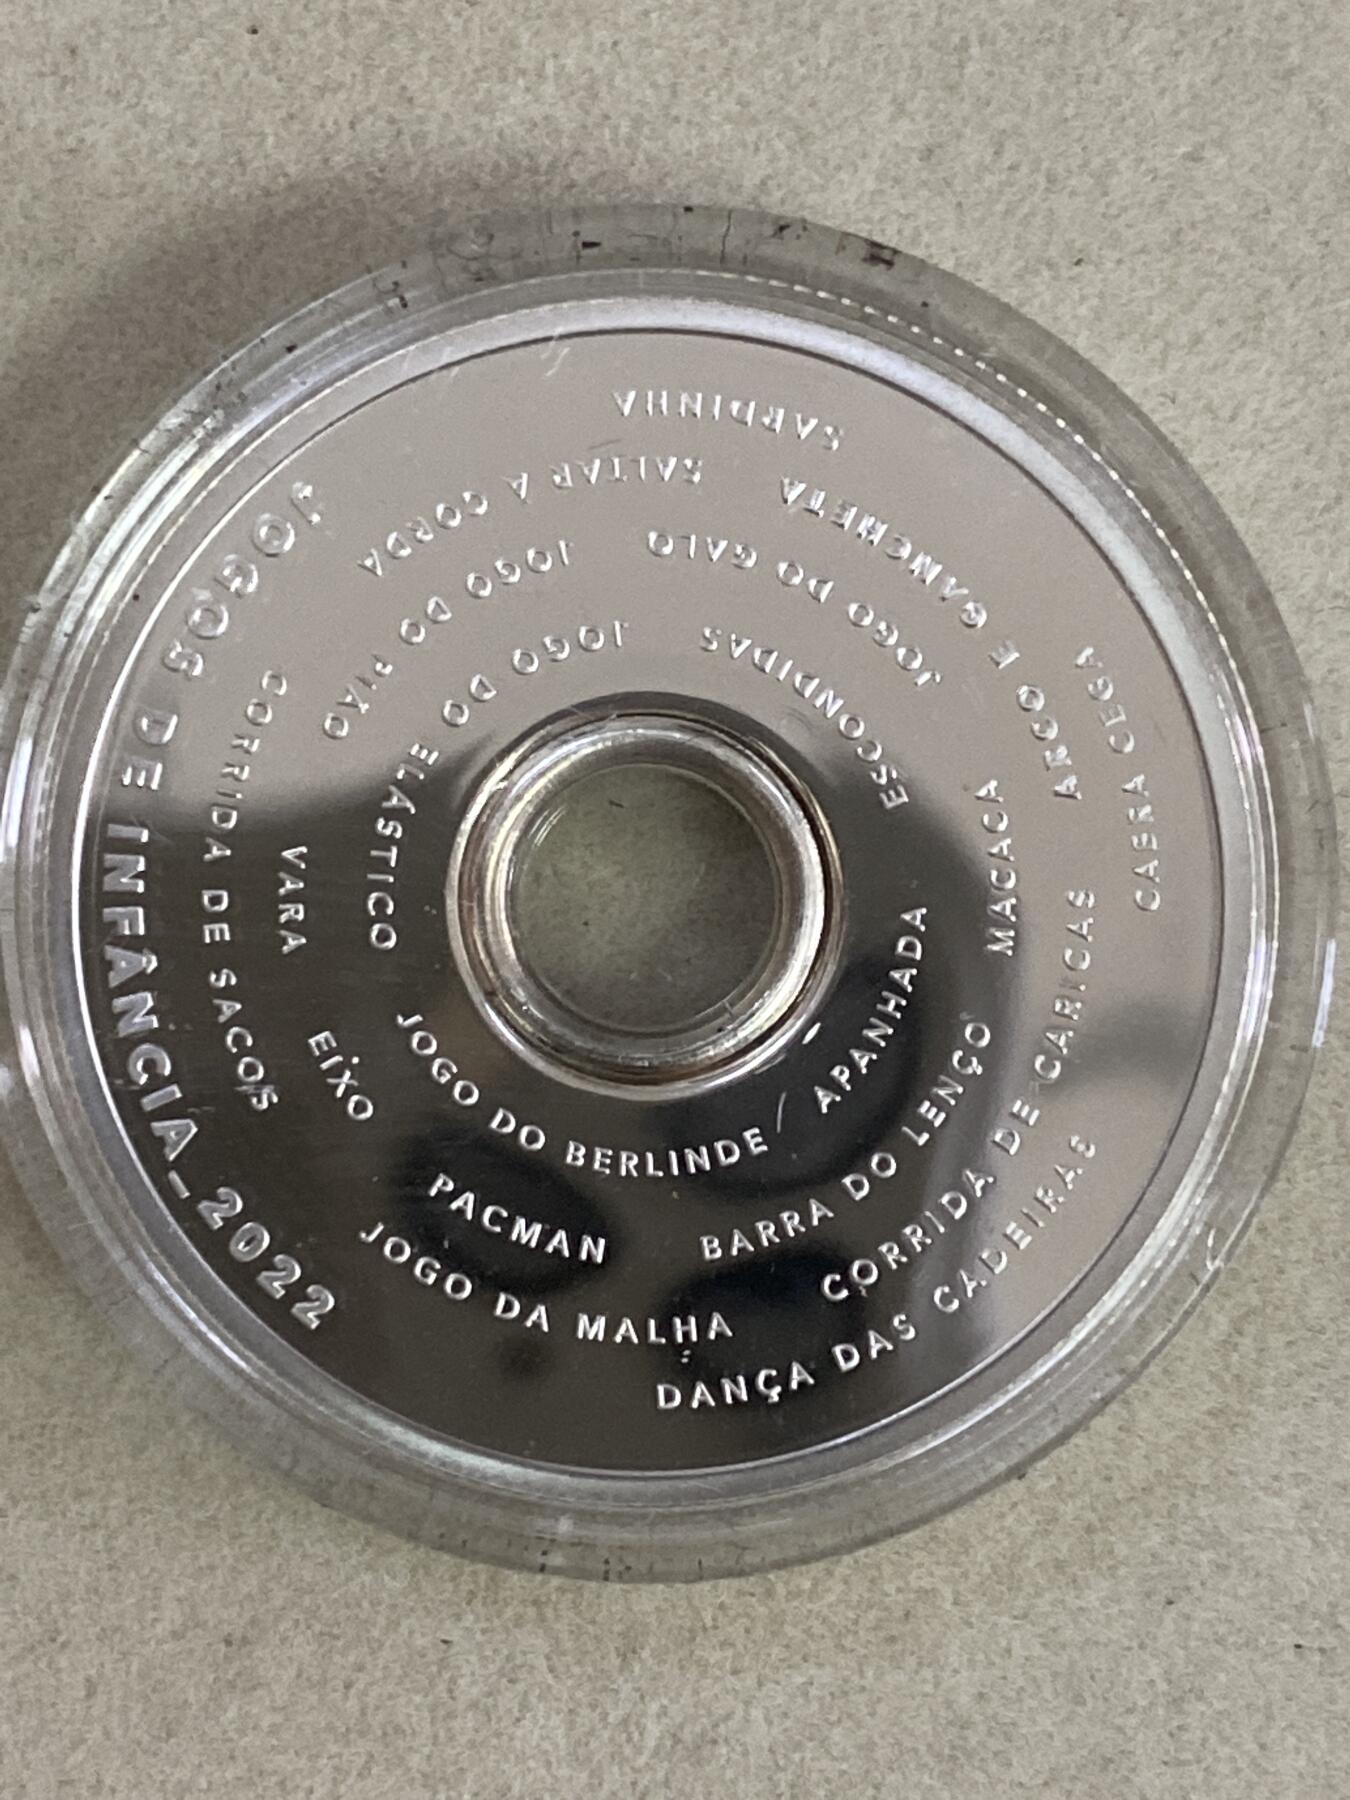 JOGOS DE INFÂNCIA_2022
SARDINHA
CABRA CEGA
DANÇA DAS CADEIRAS
SALTAR A CORDA
CORRIDA DE SACOS
JOGO DA MALHA
CORRIDA DE CARICAS
ARCO E GANCHETA
JOGO DO PIÃO
VARA
EIXO
PACMAN
BARRA DO LENÇO
MACACA
JOGO DO GALO
JOGO DO ELÁSTICO
JOGO DO BERLINDE
APANHADA
ESCONDIDAS